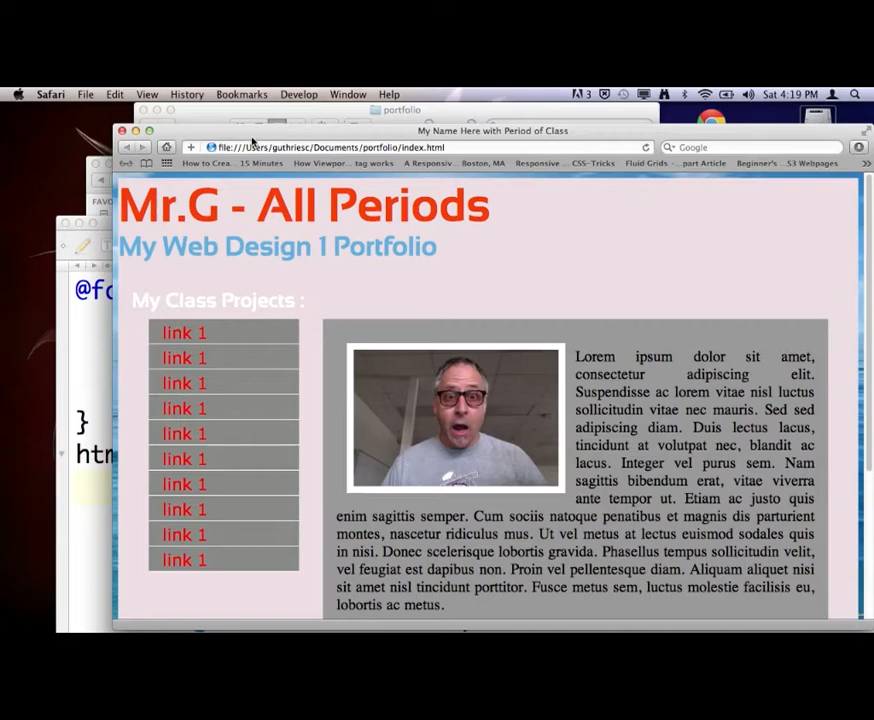 Safari File Edit View History Bookmarks Develop Window Help
3 Sat 4:19 PM
portfolio
My Name Here with Period of Class
file:///Users/guthriesc/Documents/portfolio/index.html
Google
How to Crea... 15 Minutes How Viewpor... tag works A Responsiv... Boston, MA Responsive ... CSS-Tricks Fluid Grids ...part Article Beginner's... S3 Webpages
FAVO
Mr.G - All Periods
My Web Design 1 Portfolio
@fo
My Class Projects :
link 1
link 1
link 1
link 1
link 1
link 1
link 1
link 1
link 1
link 1
}
htm
Lorem ipsum dolor sit amet,
consectetur adipiscing elit.
Suspendisse ac lorem vitae nisl luctus
sollicitudin vitae nec mauris. Sed sed
adipiscing diam. Duis lectus lacus,
tincidunt at volutpat nec, blandit ac
lacus. Integer vel purus sem. Nam
sagittis bibendum erat, vitae viverra
ante tempor ut. Etiam ac justo quis
enim sagittis semper. Cum sociis natoque penatibus et magnis dis parturient
montes, nascetur ridiculus mus. Ut vel metus at lectus euismod sodales quis
in nisi. Donec scelerisque lobortis gravida. Phasellus tempus sollicitudin velit,
vel feugiat est dapibus non. Proin vel pellentesque diam. Aliquam aliquet nisi
sit amet nisl tincidunt porttitor. Fusce metus sem, luctus molestie facilisis eu,
lobortis ac metus.